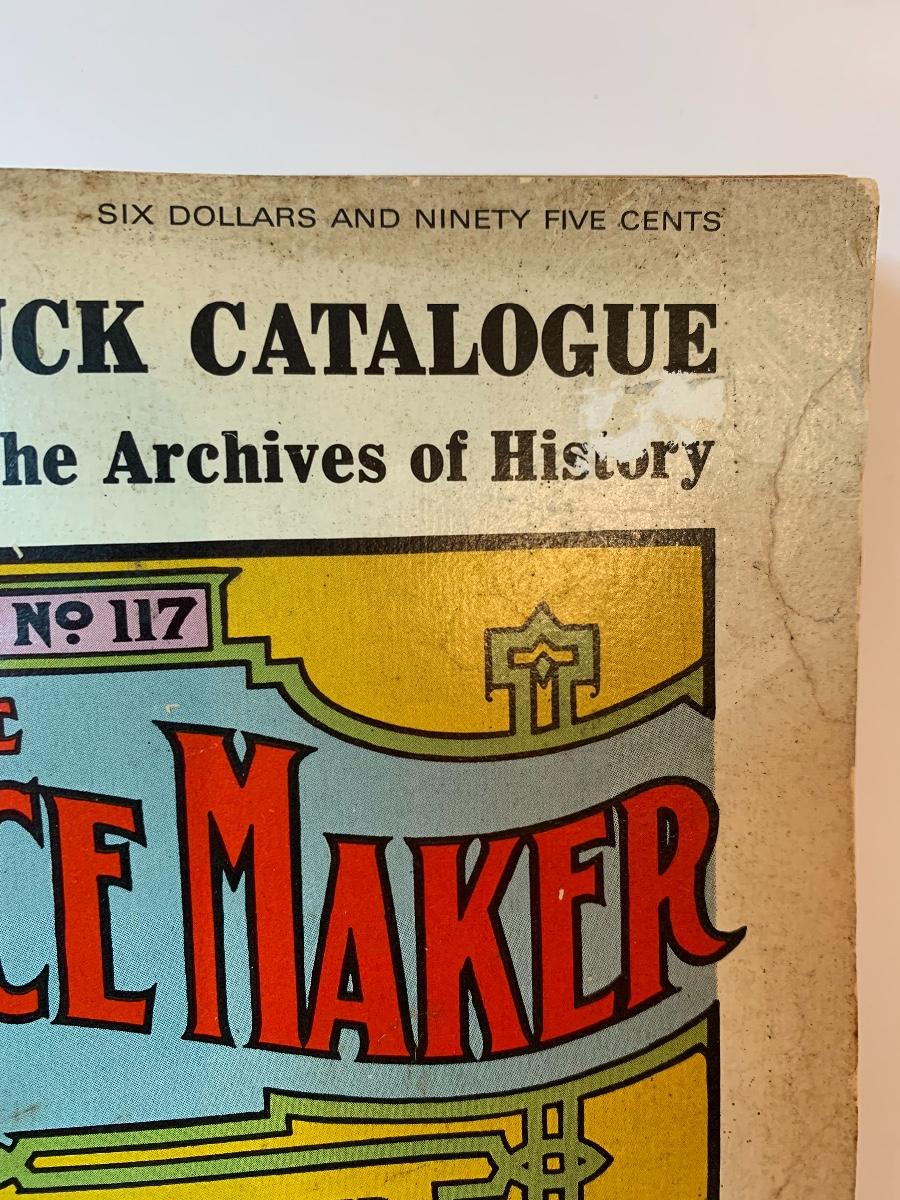 SIX DOLLARS AND NINETY FIVE CENTS
UCK CATALOGUE
he Archives of History
Nº 117
E
CE MAKER